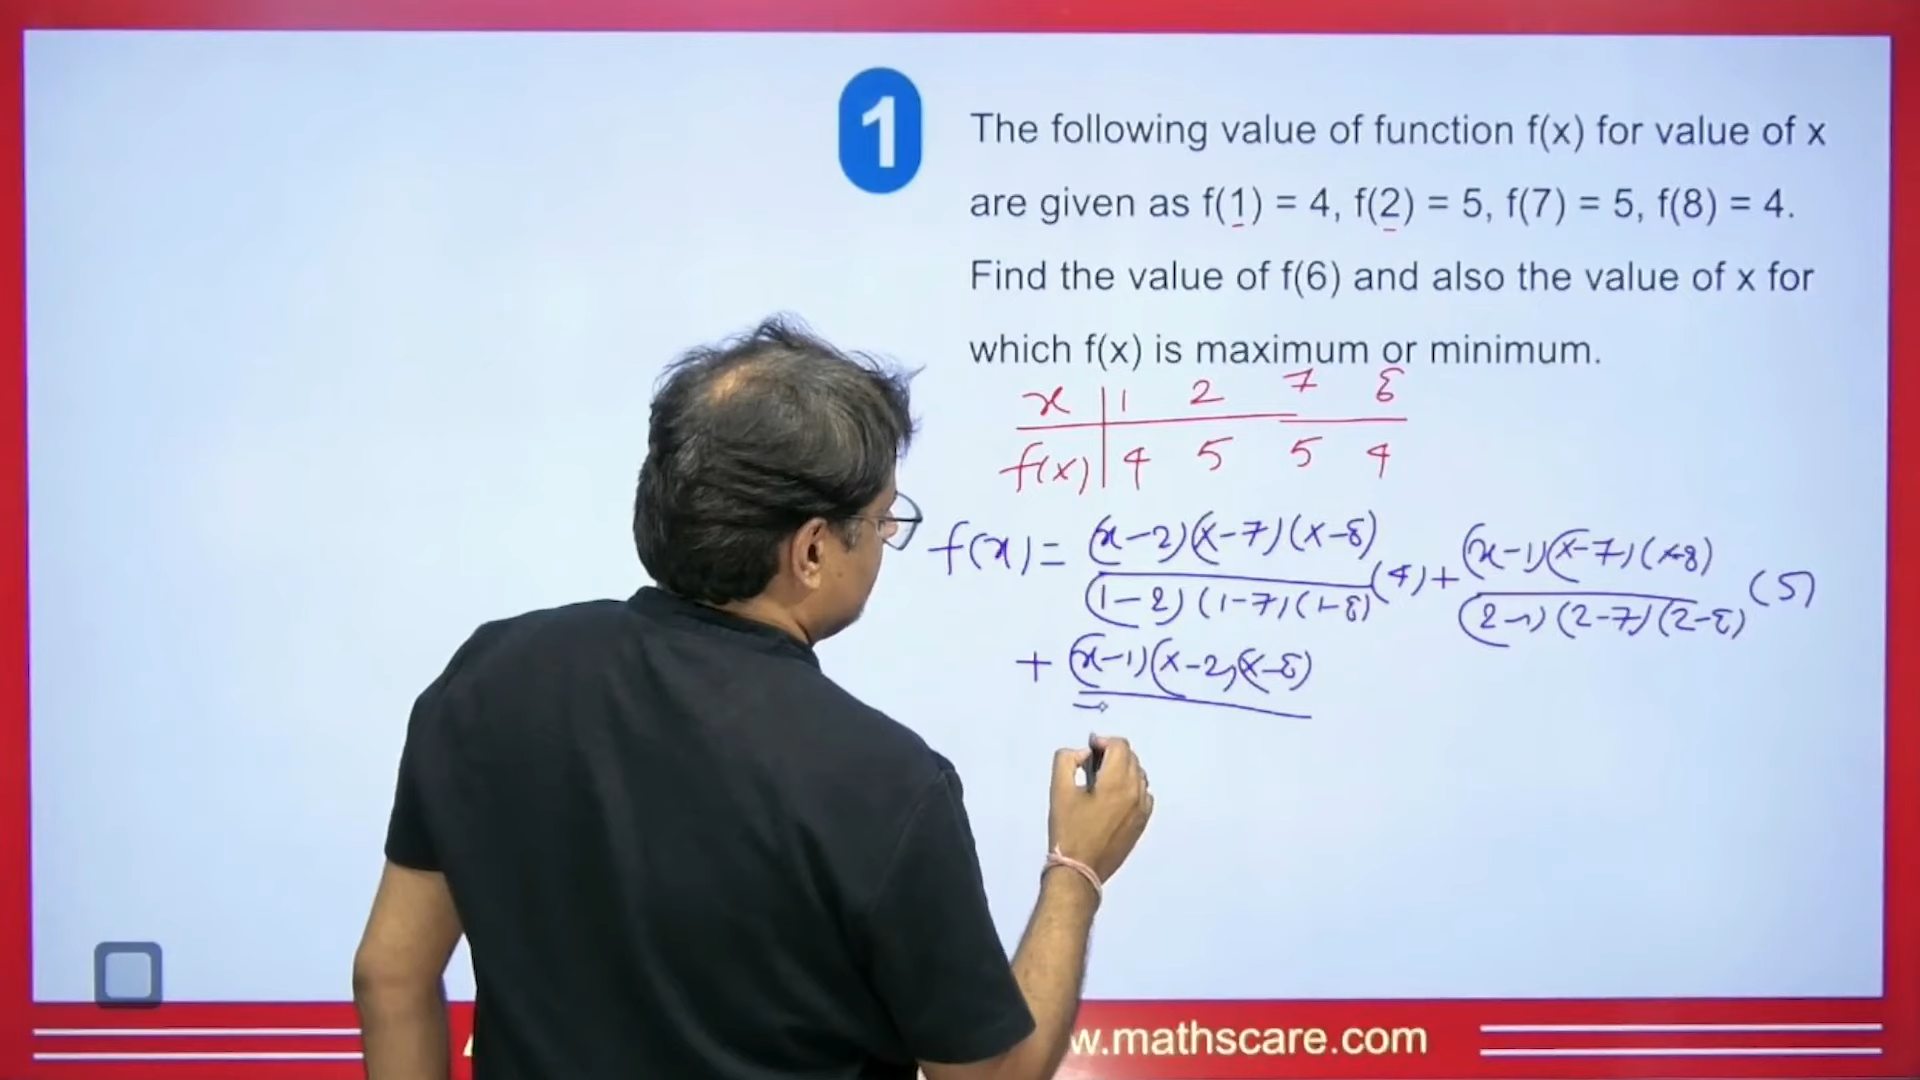 1
The following value of function f(x) for value of x
are given as f(1) = 4, f(2) = 5, f(7) = 5, f(8) = 4.
Find the value of f(6) and also the value of x for
which f(x) is maximum or minimum.
x | 1 2 7 8
f(x) | 4 5 5 4
f(x) = (x-2)(x-7)(x-8) / (1-2)(1-7)(1-8) (4) + (x-1)(x-7)(x-8) / (2-1)(2-7)(2-8) (5)
+ (x-1)(x-2)(x-8)
w.mathscare.com